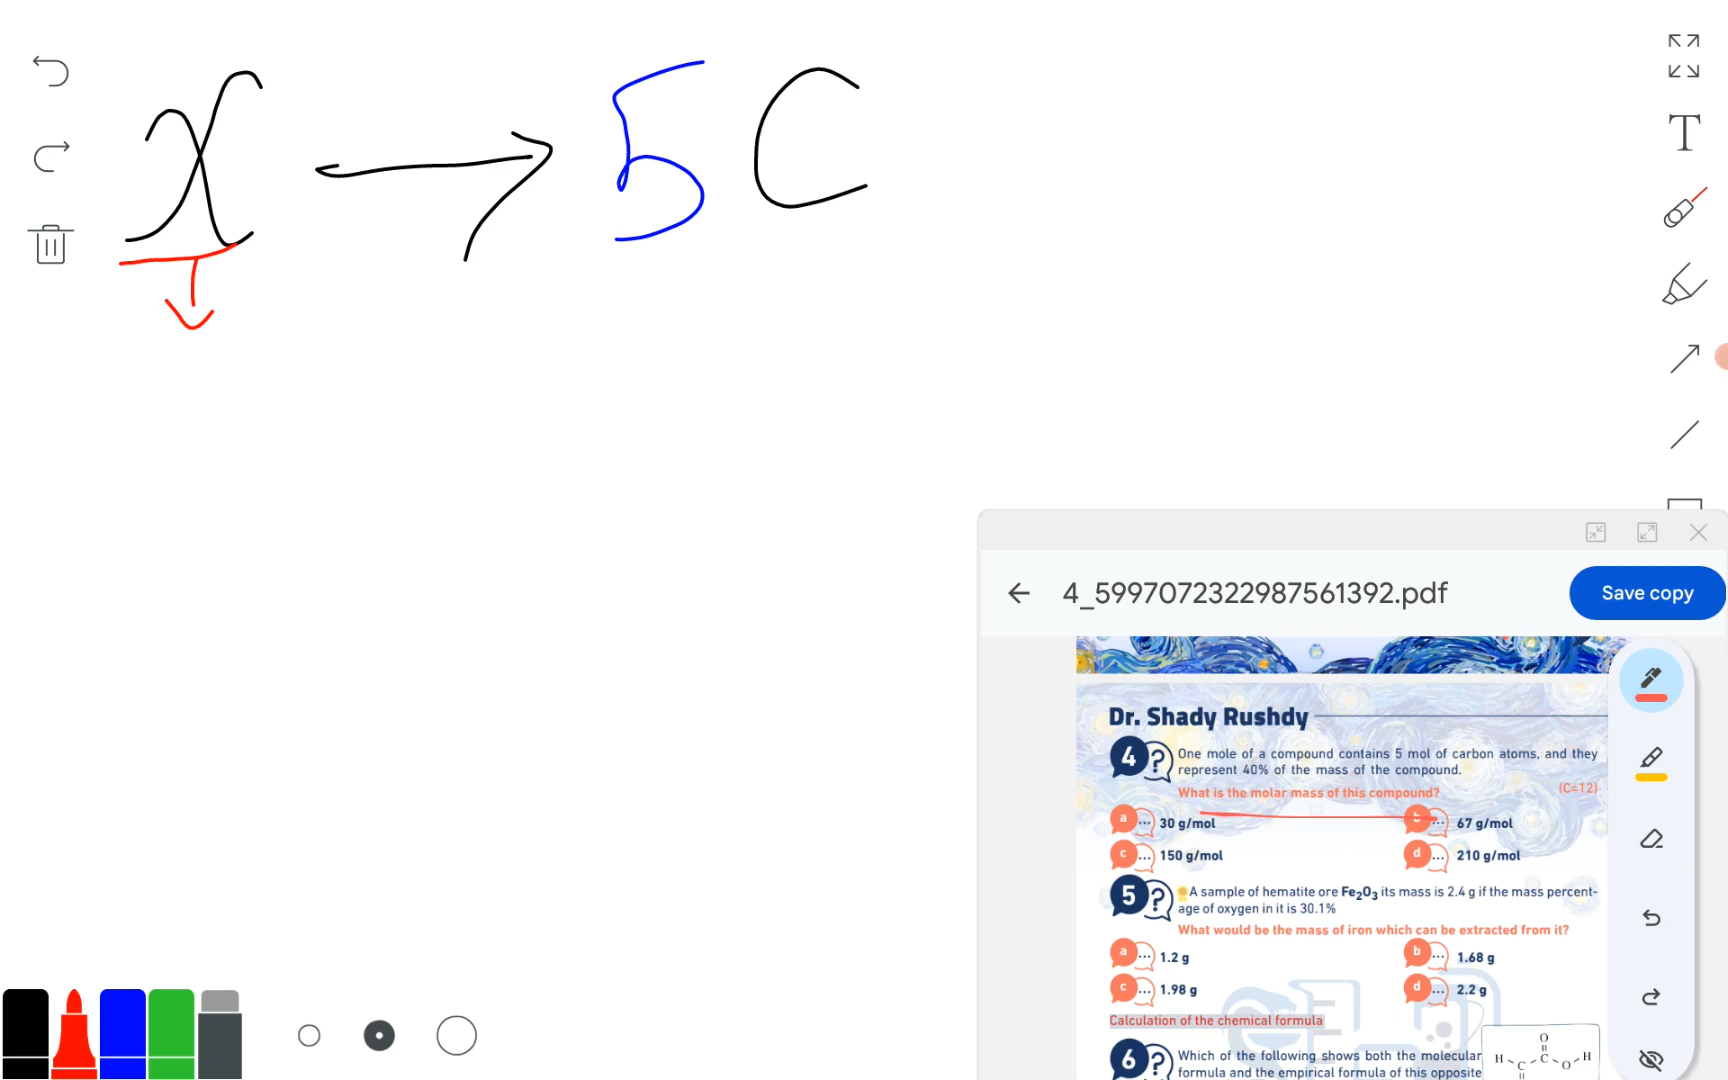 x → 5 C
T
4_5997072322987561392.pdf
Save copy
Dr. Shady Rushdy
4 ? One mole of a compound contains 5 mol of carbon atoms, and they
represent 40% of the mass of the compound.
What is the molar mass of this compound? (C=12)
a ... 30 g/mol
b ... 67 g/mol
c ... 150 g/mol
d ... 210 g/mol
5 ? A sample of hematite ore Fe₂O₃ its mass is 2.4 g if the mass percent-
age of oxygen in it is 30.1%
What would be the mass of iron which can be extracted from it?
a ... 1.2 g
b ... 1.68 g
c ... 1.98 g
d ... 2.2 g
Calculation of the chemical formula
6 ? Which of the following shows both the molecular
formula and the empirical formula of this opposite
O
H C C O H